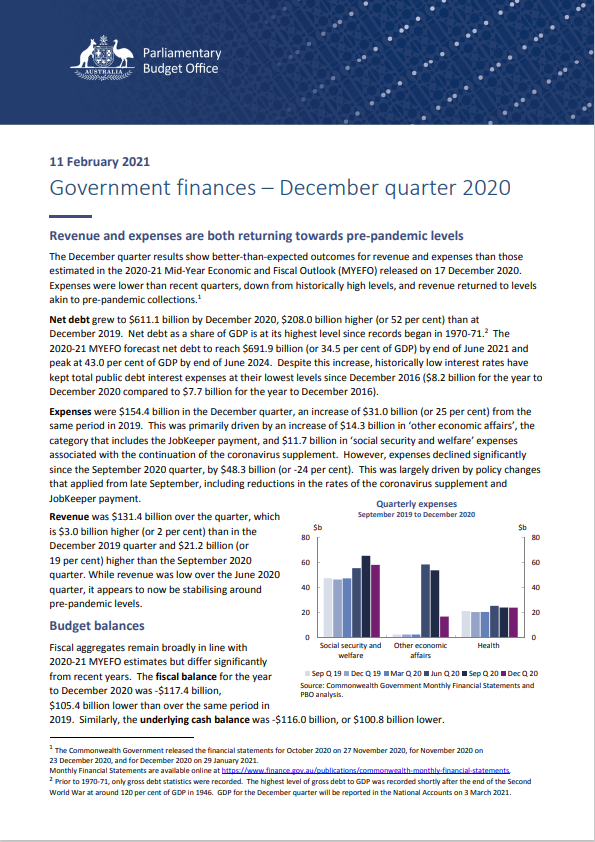 AUSTRALIA
Parliamentary
Budget Office
11 February 2021
Government finances – December quarter 2020
Revenue and expenses are both returning towards pre-pandemic levels
The December quarter results show better-than-expected outcomes for revenue and expenses than those
estimated in the 2020-21 Mid-Year Economic and Fiscal Outlook (MYEFO) released on 17 December 2020.
Expenses were lower than recent quarters, down from historically high levels, and revenue returned to levels
akin to pre-pandemic collections.1
Net debt grew to $611.1 billion by December 2020, $208.0 billion higher (or 52 per cent) than at
December 2019. Net debt as a share of GDP is at its highest level since records began in 1970-71.2 The
2020-21 MYEFO forecast net debt to reach $691.9 billion (or 34.5 per cent of GDP) by end of June 2021 and
peak at 43.0 per cent of GDP by end of June 2024. Despite this increase, historically low interest rates have
kept total public debt interest expenses at their lowest levels since December 2016 ($8.2 billion for the year to
December 2020 compared to $7.7 billion for the year to December 2016).
Expenses were $154.4 billion in the December quarter, an increase of $31.0 billion (or 25 per cent) from the
same period in 2019. This was primarily driven by an increase of $14.3 billion in ‘other economic affairs’, the
category that includes the JobKeeper payment, and $11.7 billion in ‘social security and welfare’ expenses
associated with the continuation of the coronavirus supplement. However, expenses declined significantly
since the September 2020 quarter, by $48.3 billion (or -24 per cent). This was largely driven by policy changes
that applied from late September, including reductions in the rates of the coronavirus supplement and
JobKeeper payment.
Revenue was $131.4 billion over the quarter, which
is $3.0 billion higher (or 2 per cent) than in the
December 2019 quarter and $21.2 billion (or
19 per cent) higher than the September 2020
quarter. While revenue was low over the June 2020
quarter, it appears to now be stabilising around
pre-pandemic levels.
Quarterly expenses
September 2019 to December 2020
$b $b
80 80
60 60
40 40
20 20
0 0
Social security and welfare
Other economic affairs
Health
Sep Q 19 Dec Q 19 Mar Q 20 Jun Q 20 Sep Q 20 Dec Q 20
Source: Commonwealth Government Monthly Financial Statements and
PBO analysis.
Budget balances
Fiscal aggregates remain broadly in line with
2020-21 MYEFO estimates but differ significantly
from recent years. The fiscal balance for the year
to December 2020 was -$117.4 billion,
$105.4 billion lower than over the same period in
2019. Similarly, the underlying cash balance was -$116.0 billion, or $100.8 billion lower.
1 The Commonwealth Government released the financial statements for October 2020 on 27 November 2020, for November 2020 on
23 December 2020, and for December 2020 on 29 January 2021.
Monthly Financial Statements are available online at https://www.finance.gov.au/publications/commonwealth-monthly-financial-statements.
2 Prior to 1970-71, only gross debt statistics were recorded. The highest level of gross debt to GDP was recorded shortly after the end of the Second
World War at around 120 per cent of GDP in 1946. GDP for the December quarter will be reported in the National Accounts on 3 March 2021.